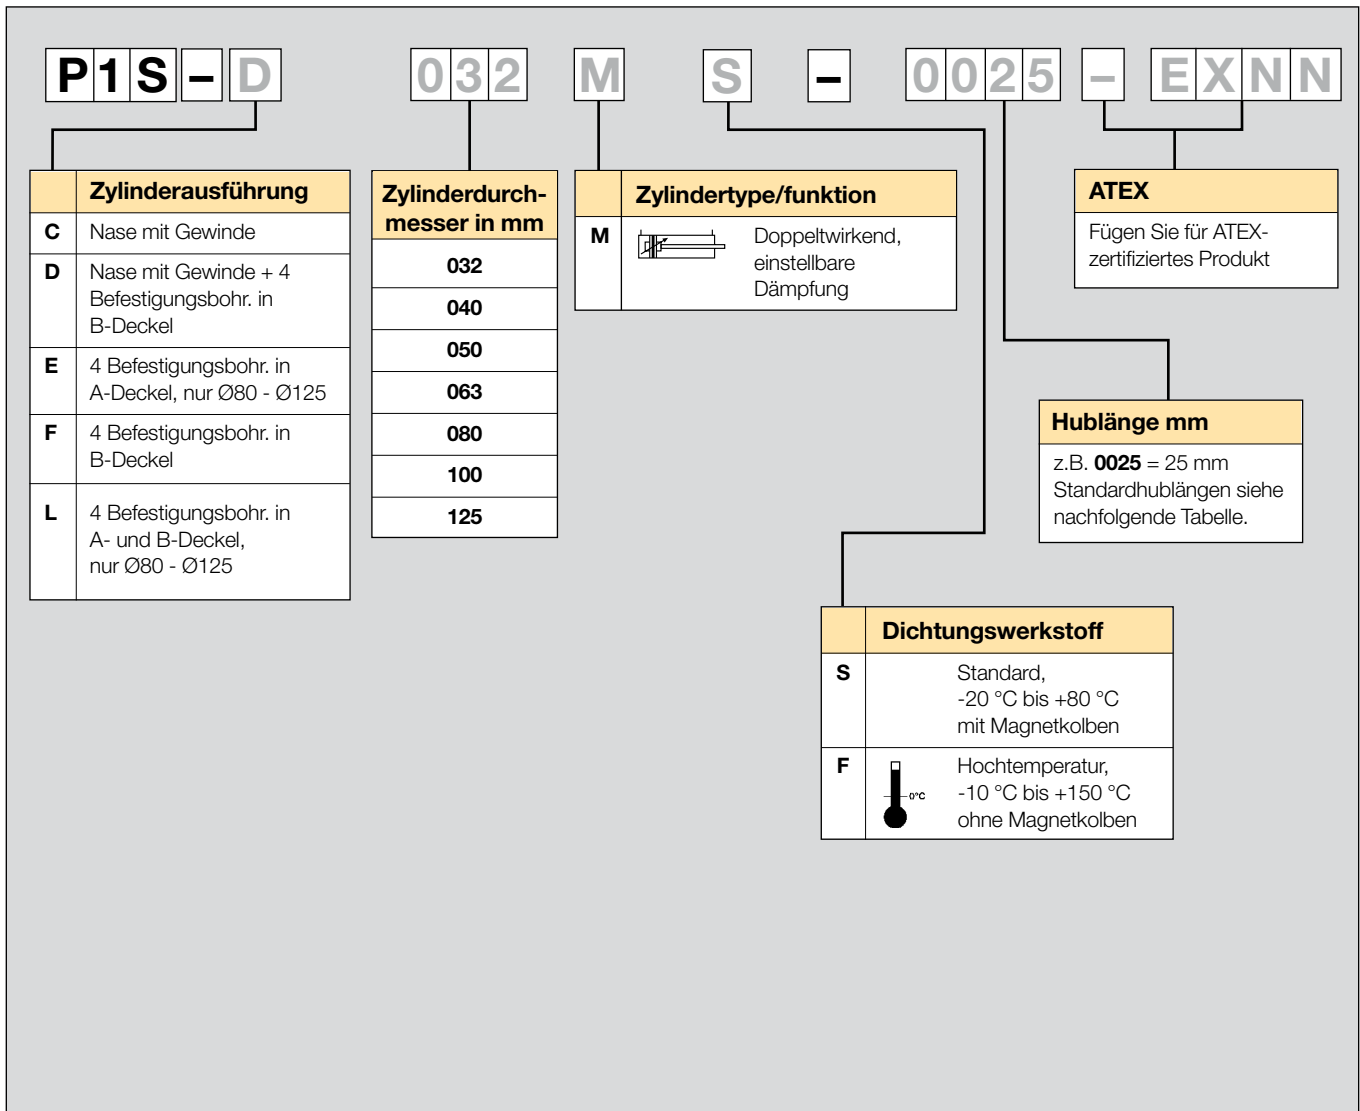 P1S-D 032 M S - 0025 - EXNN
Zylinderausführung
C Nase mit Gewinde
D Nase mit Gewinde + 4
Befestigungsbohr. in
B-Deckel
E 4 Befestigungsbohr. in
A-Deckel, nur Ø80 - Ø125
F 4 Befestigungsbohr. in
B-Deckel
L 4 Befestigungsbohr. in
A- und B-Deckel,
nur Ø80 - Ø125
Zylinderdurch-
messer in mm
032
040
050
063
080
100
125
Zylindertype/funktion
M Doppeltwirkend,
einstellbare
Dämpfung
ATEX
Fügen Sie für ATEX-
zertifiziertes Produkt
Hublänge mm
z.B. 0025 = 25 mm
Standardhublängen siehe
nachfolgende Tabelle.
Dichtungswerkstoff
S Standard,
-20 °C bis +80 °C
mit Magnetkolben
F Hochtemperatur,
0°C -10 °C bis +150 °C
ohne Magnetkolben